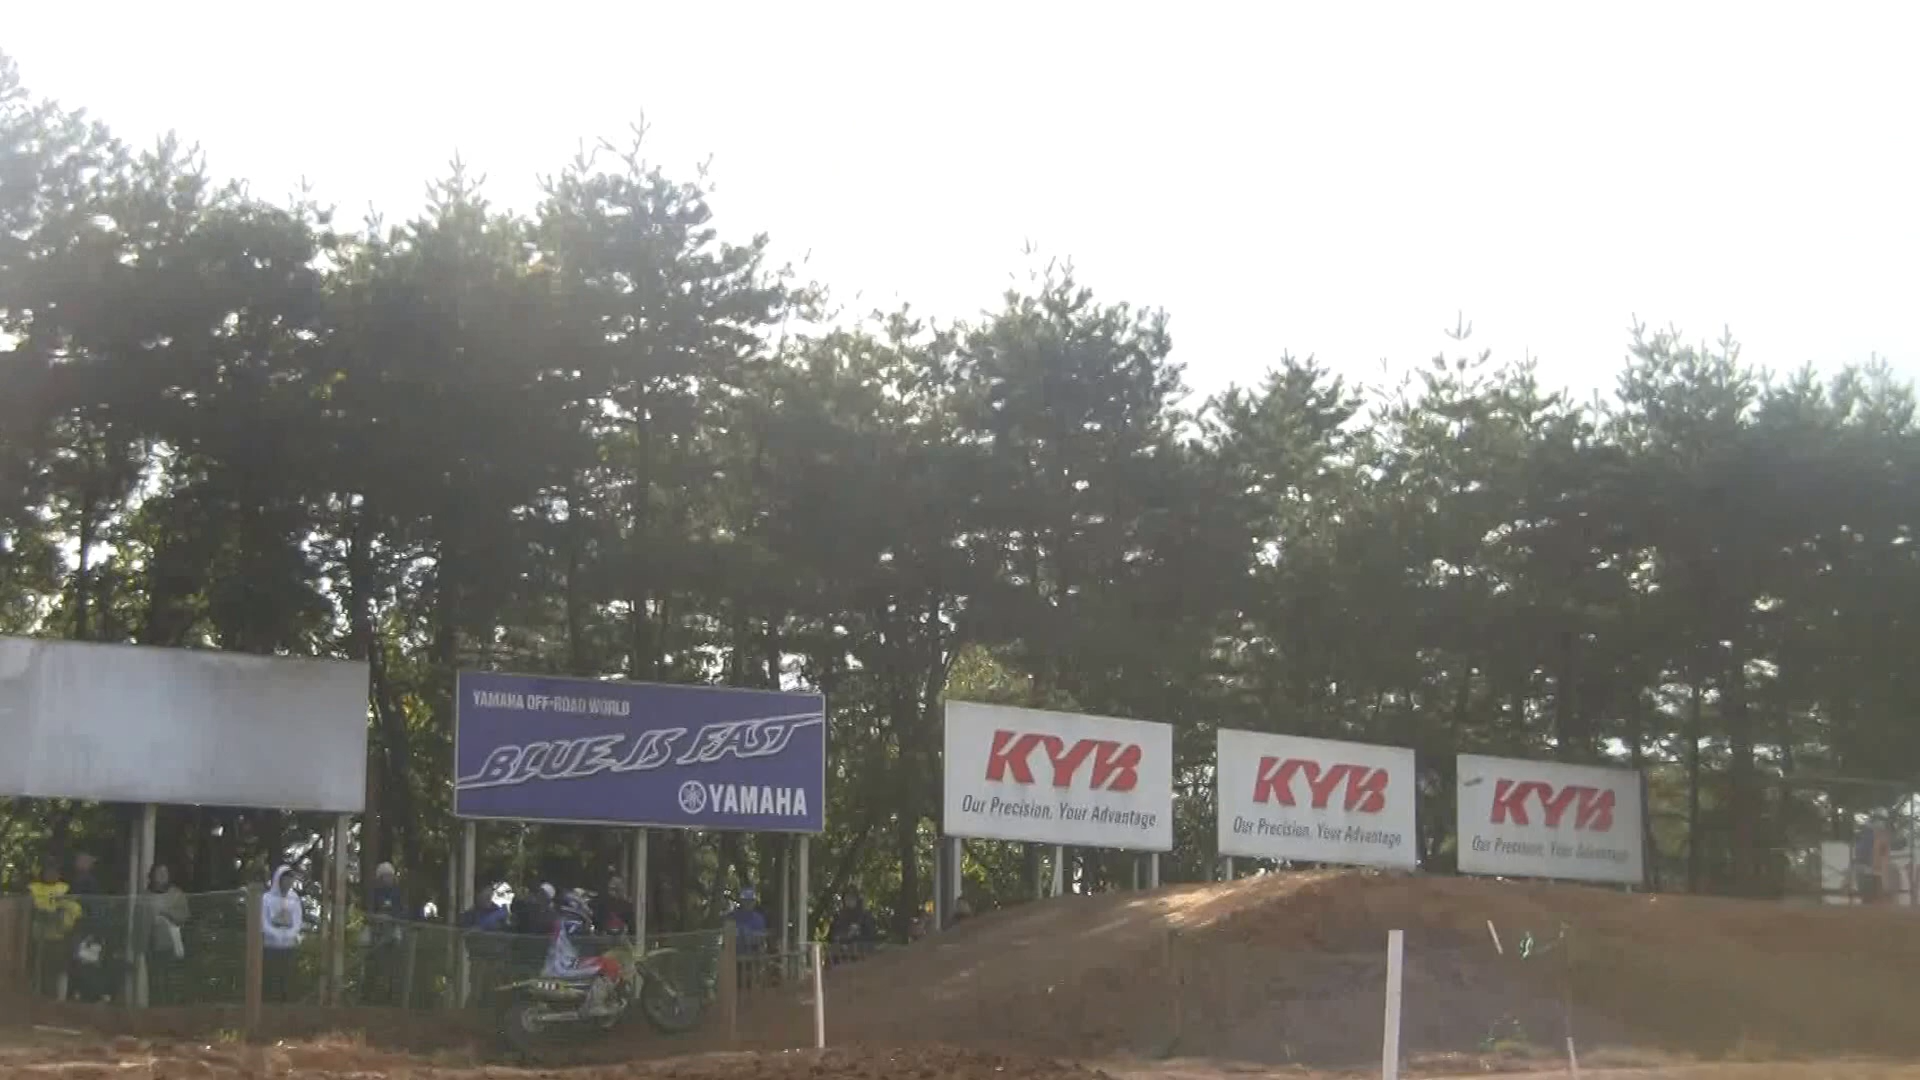 YAMAHA OFF-ROAD WORLD
BLUE IS FAST
YAMAHA
KYB
Our Precision, Your Advantage.
KYB
Our Precision, Your Advantage
KYB
Our Precision, Your Advantage